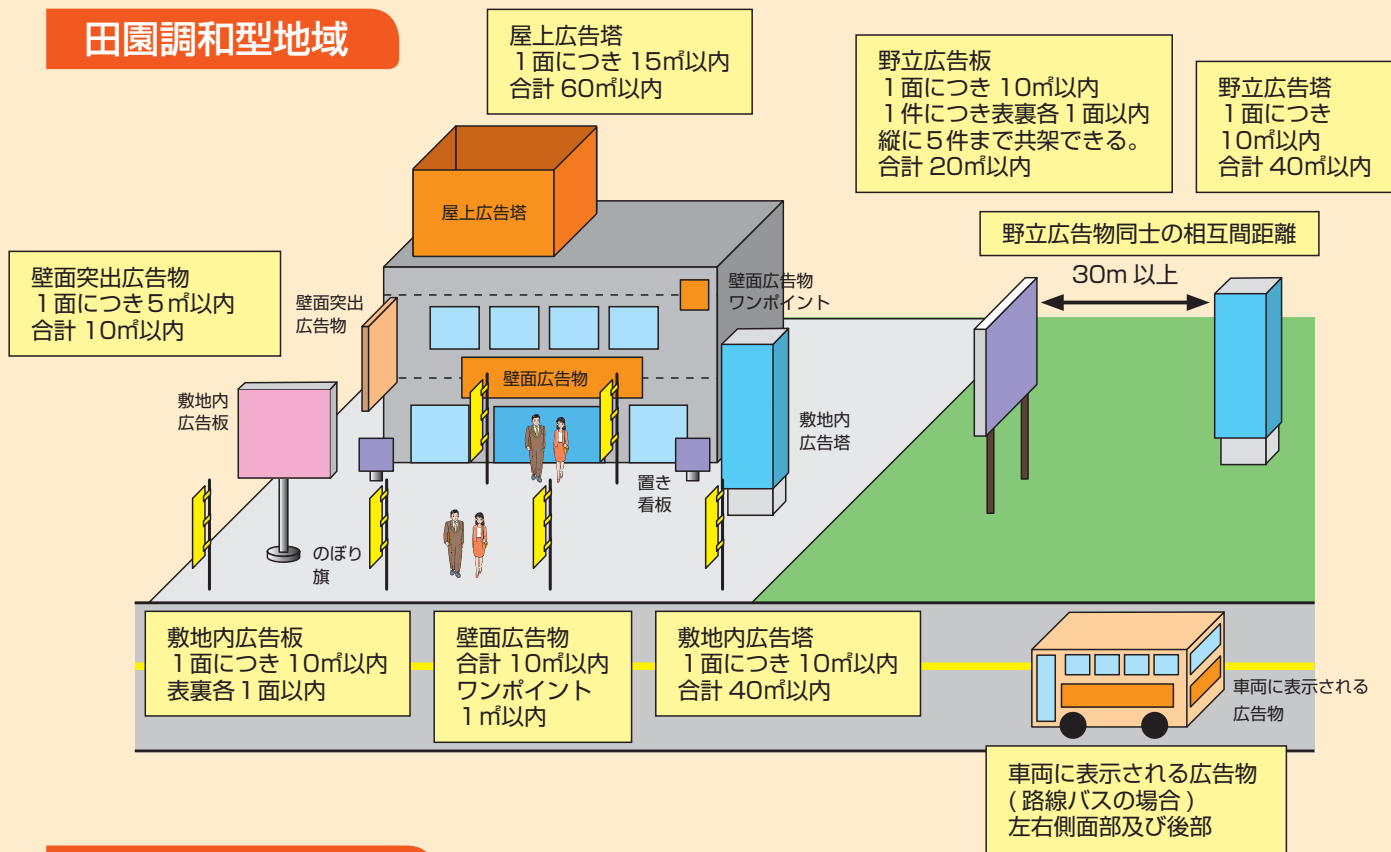 田園調和型地域
屋上広告塔
１面につき 15㎡以内
合計 60㎡以内
野立広告板
１面につき 10㎡以内
１件につき表裏各１面以内
縦に５件まで共架できる。
合計 20㎡以内
野立広告塔
１面につき
10㎡以内
合計 40㎡以内
野立広告物同士の相互間距離
30m 以上
壁面突出広告物
１面につき５㎡以内
合計 10㎡以内
屋上広告塔
壁面突出
広告物
壁面広告物
ワンポイント
壁面広告物
敷地内
広告板
敷地内
広告塔
置き
看板
のぼり
旗
敷地内広告板
１面につき 10㎡以内
表裏各１面以内
壁面広告物
合計 10㎡以内
ワンポイント
１㎡以内
敷地内広告塔
１面につき 10㎡以内
合計 40㎡以内
車両に表示される
広告物
車両に表示される広告物
( 路線バスの場合 )
左右側面部及び後部